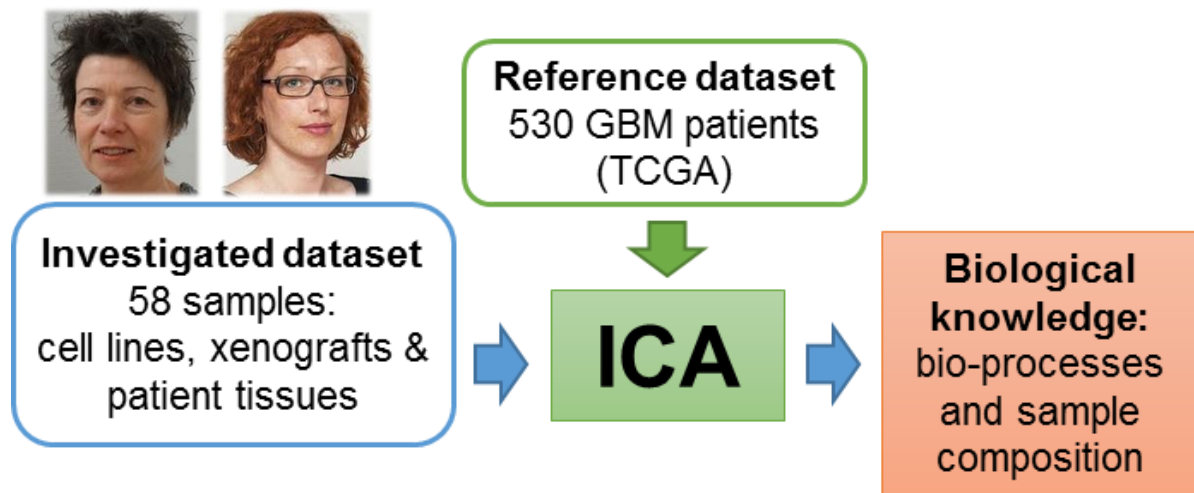 Reference dataset
530 GBM patients
(TCGA)
Investigated dataset
58 samples:
cell lines, xenografts &
patient tissues
ICA
Biological
knowledge:
bio-processes
and sample
composition